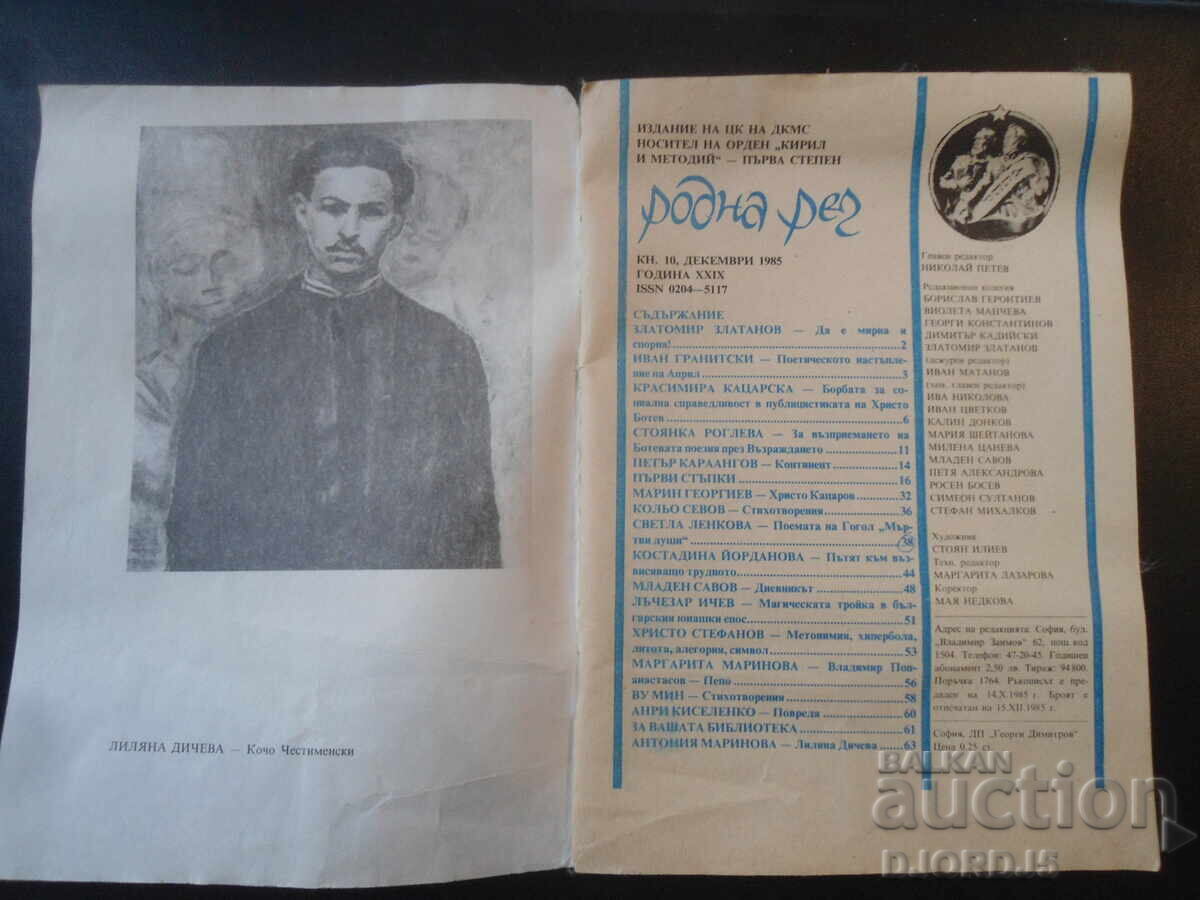 ЛИЛЯНА ДИЧЕВА — Кочо Честименски
ИЗДАНИЕ НА ЦК НА ДКМС
НОСИТЕЛ НА ОРДЕН „КИРИЛ
И МЕТОДИЙ“ — ПЪРВА СТЕПЕН
родна реч
КН. 10, ДЕКЕМВРИ 1985
ГОДИНА XXIX
ISSN 0204—5117
СЪДЪРЖАНИЕ
ЗЛАТОМИР ЗЛАТАНОВ — Да е мирна и
спорна! 2
ИВАН ГРАНИТСКИ — Поетическото настъпле-
ние на Април 3
КРАСИМИРА КАЦАРСКА — Борбата за со-
циална справедливост в публицистиката на Христо
Ботев 6
СТОЯНКА РОГЛЕВА — За възприемането на
Ботевата поезия през Възраждането 11
ПЕТЪР КАРААНГОВ — Континент 14
ПЪРВИ СТЪПКИ 16
МАРИН ГЕОРГИЕВ — Христо Кацаров 32
КОЛЬО СЕВОВ — Стихотворения 36
СВЕТЛА ЛЕНКОВА — Поемата на Гогол „Мър-
тви души“ 38
КОСТАДИНА ЙОРДАНОВА — Пътят към въз-
висяващо трудното 44
МЛАДЕН САВОВ — Дневникът 48
ЛЪЧЕЗАР ИЧЕВ — Магическата тройка в бъл-
гарския юнашки епос 51
ХРИСТО СТЕФАНОВ — Метонимия, хипербола,
литота, алегория, символ 53
МАРГАРИТА МАРИНОВА — Владимир Поп-
анастасов — Пепо 56
ВУ МИН — Стихотворения 58
АНРИ КИСЕЛЕНКО — Повреда 60
ЗА ВАШАТА БИБЛИОТЕКА 61
АНТОНИЯ МАРИНОВА — Лиляна Дичева 63
Главен редактор
НИКОЛАЙ ПЕТЕВ
Редакционна колегия
БОРИСЛАВ ГЕРОНТИЕВ
ВИОЛЕТА МАНЧЕВА
ГЕОРГИ КОНСТАНТИНОВ
ДИМИТЪР КАДИЙСКИ
ЗЛАТОМИР ЗЛАТАНОВ
(дежурен редактор)
ИВАН МАТАНОВ
(зам. главен редактор)
ИВА НИКОЛОВА
ИВАН ЦВЕТКОВ
КАЛИН ДОНКОВ
МАРИЯ ШЕЙТАНОВА
МИЛЕНА ЦАНЕВА
МЛАДЕН САВОВ
ПЕТЯ АЛЕКСАНДРОВА
РОСЕН БОСЕВ
СИМЕОН СУЛТАНОВ
СТЕФАН МИХАЛКОВ
Художник
СТОЯН ИЛИЕВ
Техн. редактор
МАРГАРИТА ЛАЗАРОВА
Коректор
МАЯ НЕДКОВА
Адрес на редакцията: София, бул.
„Владимир Заимов“ 62, пощ. код
1504. Телефон: 47-20-45. Годишен
абонамент 2,50 лв. Тираж 94 800.
Поръчка 1764. Ръкописът е пре-
даден на 14.X.1985 г. Броят е
отпечатан на 15.XII.1985 г.
София, ДП „Георги Димитров“
Цена 0,25 ст.
BALKAN
auction
D.JORD.J5